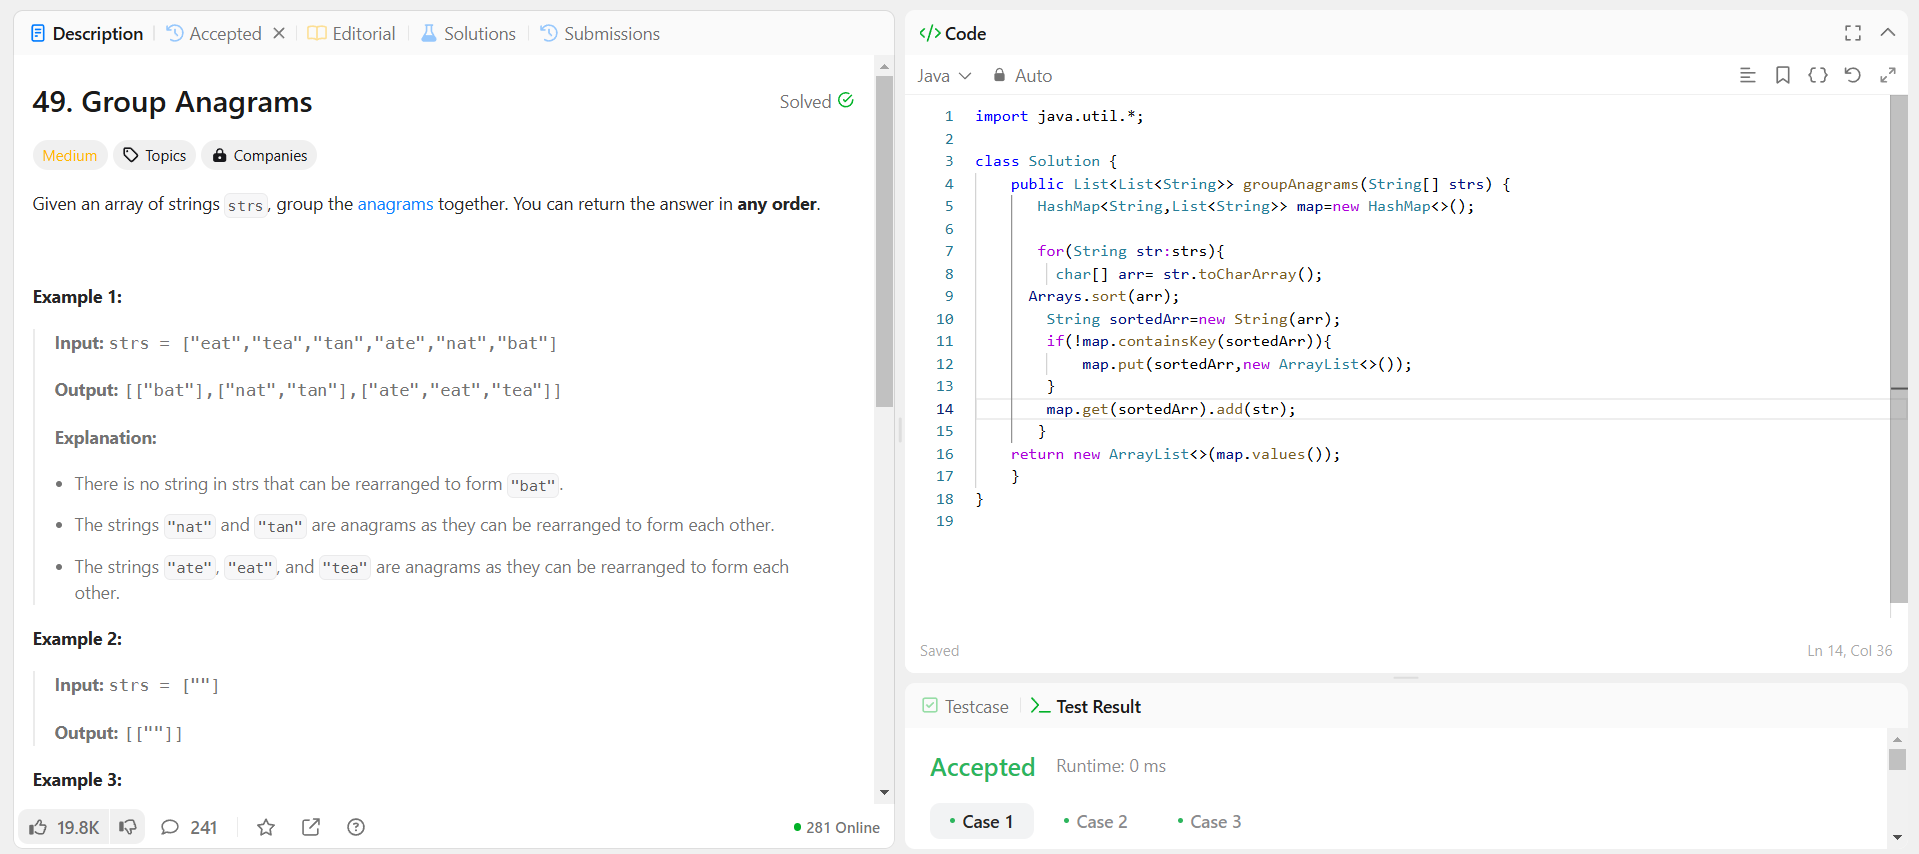 Description Accepted Editorial Solutions Submissions
49. Group Anagrams
Solved
Medium Topics Companies
Given an array of strings strs, group the anagrams together. You can return the answer in any order.
Example 1:
Input: strs = ["eat","tea","tan","ate","nat","bat"]
Output: [["bat"],["nat","tan"],["ate","eat","tea"]]
Explanation:
• There is no string in strs that can be rearranged to form "bat".
• The strings "nat" and "tan" are anagrams as they can be rearranged to form each other.
• The strings "ate", "eat", and "tea" are anagrams as they can be rearranged to form each
other.
Example 2:
Input: strs = [""]
Output: [[""]]
Example 3:
19.8K 241
281 Online
</> Code
Java Auto
1 import java.util.*;
2
3 class Solution {
4 public List<List<String>> groupAnagrams(String[] strs) {
5 HashMap<String,List<String>> map=new HashMap<>();
6
7 for(String str:strs){
8 char[] arr= str.toCharArray();
9 Arrays.sort(arr);
10 String sortedArr=new String(arr);
11 if(!map.containsKey(sortedArr)){
12 map.put(sortedArr,new ArrayList<>());
13 }
14 map.get(sortedArr).add(str);
15 }
16 return new ArrayList<>(map.values());
17 }
18 }
19
Saved
Ln 14, Col 36
Testcase >_ Test Result
Accepted Runtime: 0 ms
• Case 1 • Case 2 • Case 3